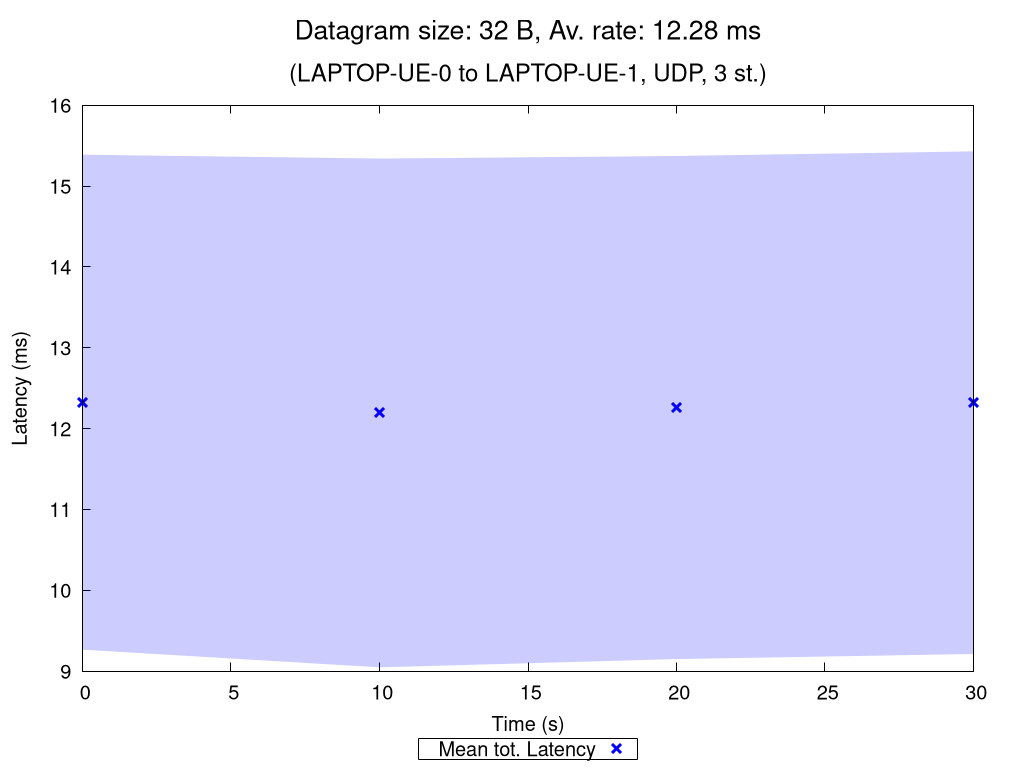 Datagram size: 32 B, Av. rate: 12.28 ms
(LAPTOP-UE-0 to LAPTOP-UE-1, UDP, 3 st.)
16
15
14
13
12
11
10
9
Latency (ms)
0 5 10 15 20 25 30
Time (s)
Mean tot. Latency